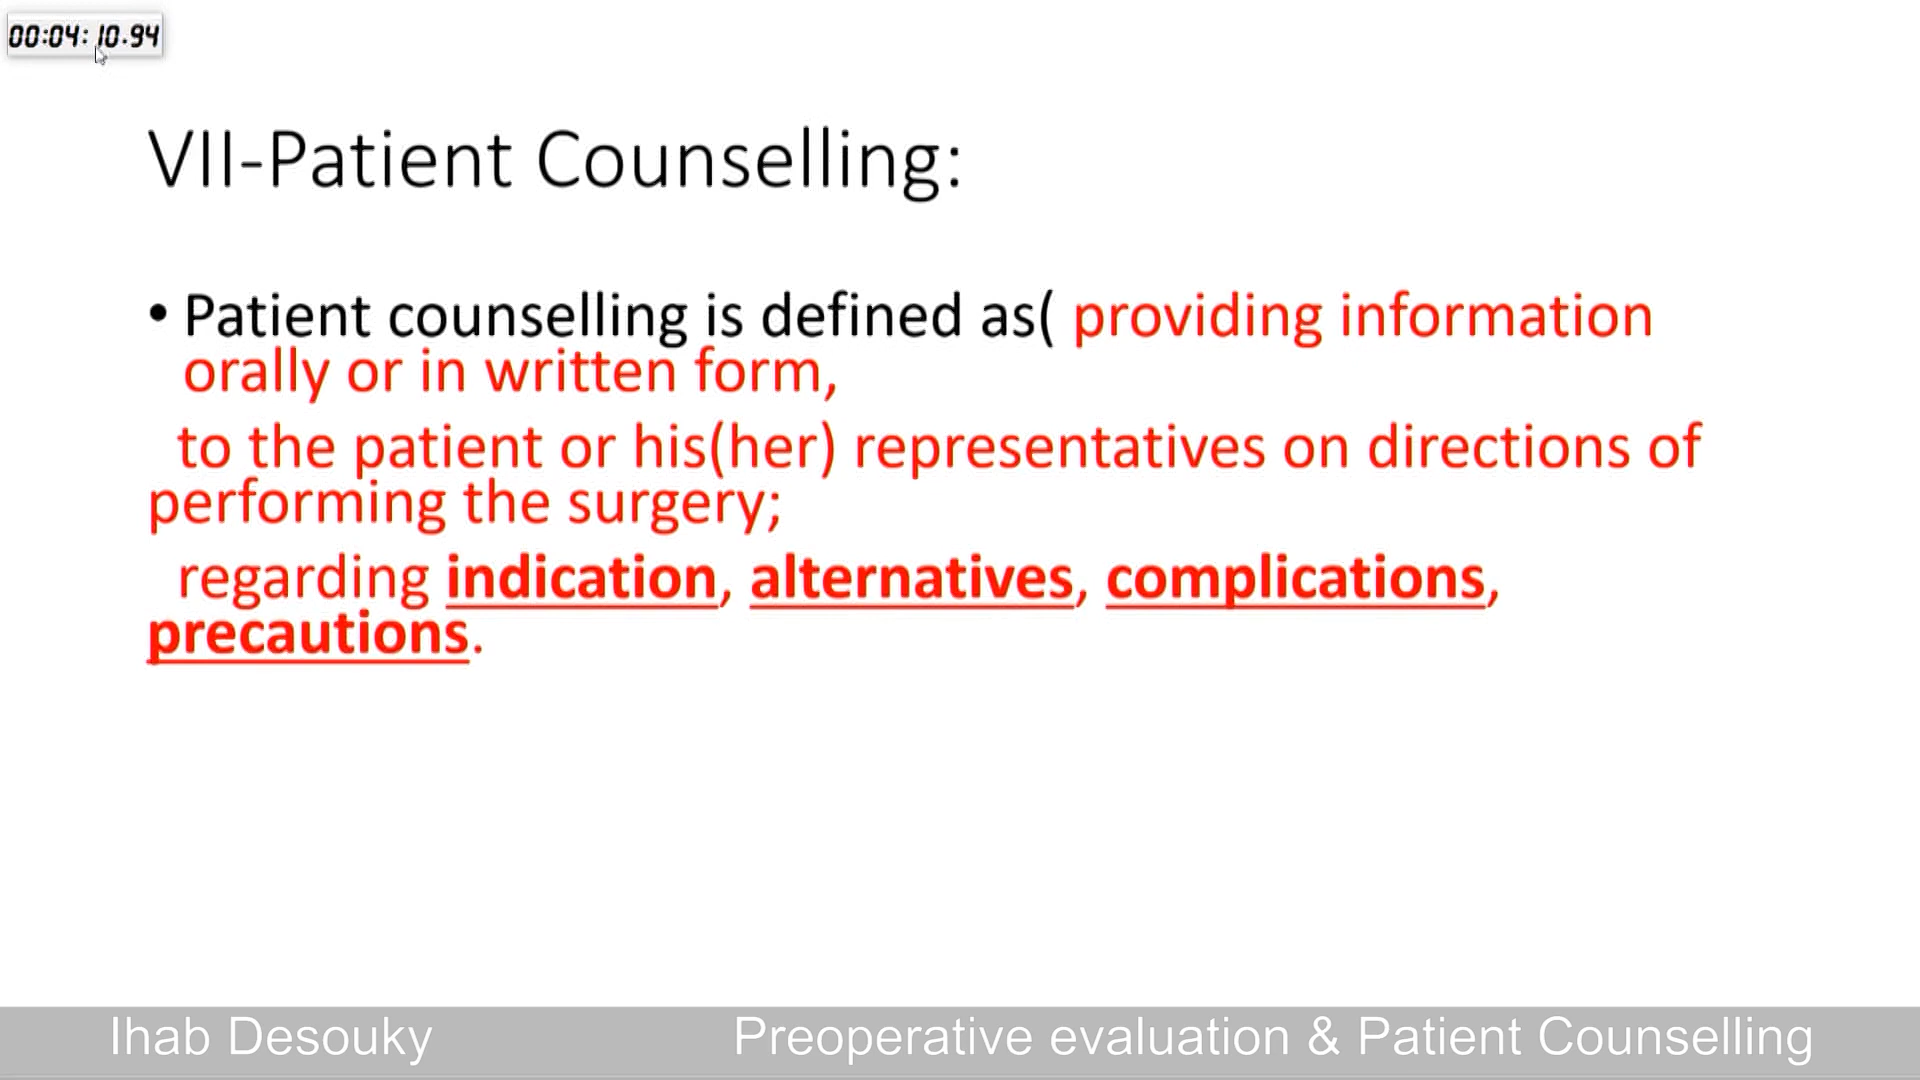 00:04:10.94
VII-Patient Counselling:
• Patient counselling is defined as( providing information
orally or in written form,
to the patient or his(her) representatives on directions of
performing the surgery;
regarding indication, alternatives, complications,
precautions.
Ihab Desouky
Preoperative evaluation & Patient Counselling